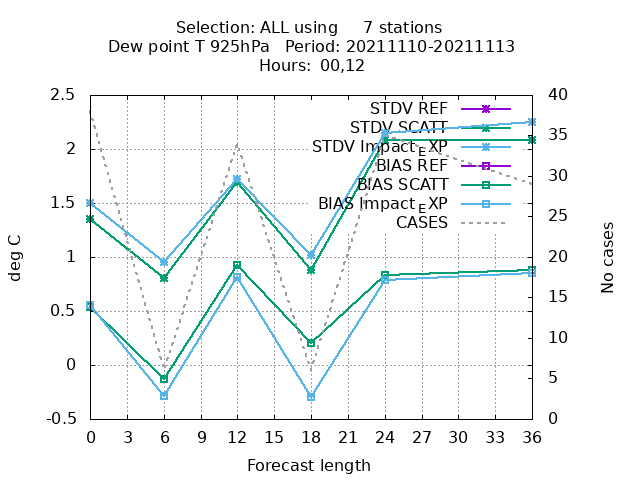 Selection: ALL using     7 stations
Dew point T 925hPa   Period: 20211110-20211113
Hours:  00,12
2.5
2
1.5
1
0.5
0
-0.5
40
35
30
25
20
15
10
5
0
0 3 6 9 12 15 18 21 24 27 30 33 36
deg C
No cases
Forecast length
STDV REF
STDV SCATT
STDV Impact_EXP
BIAS REF
BIAS SCATT
BIAS Impact_EXP
CASES